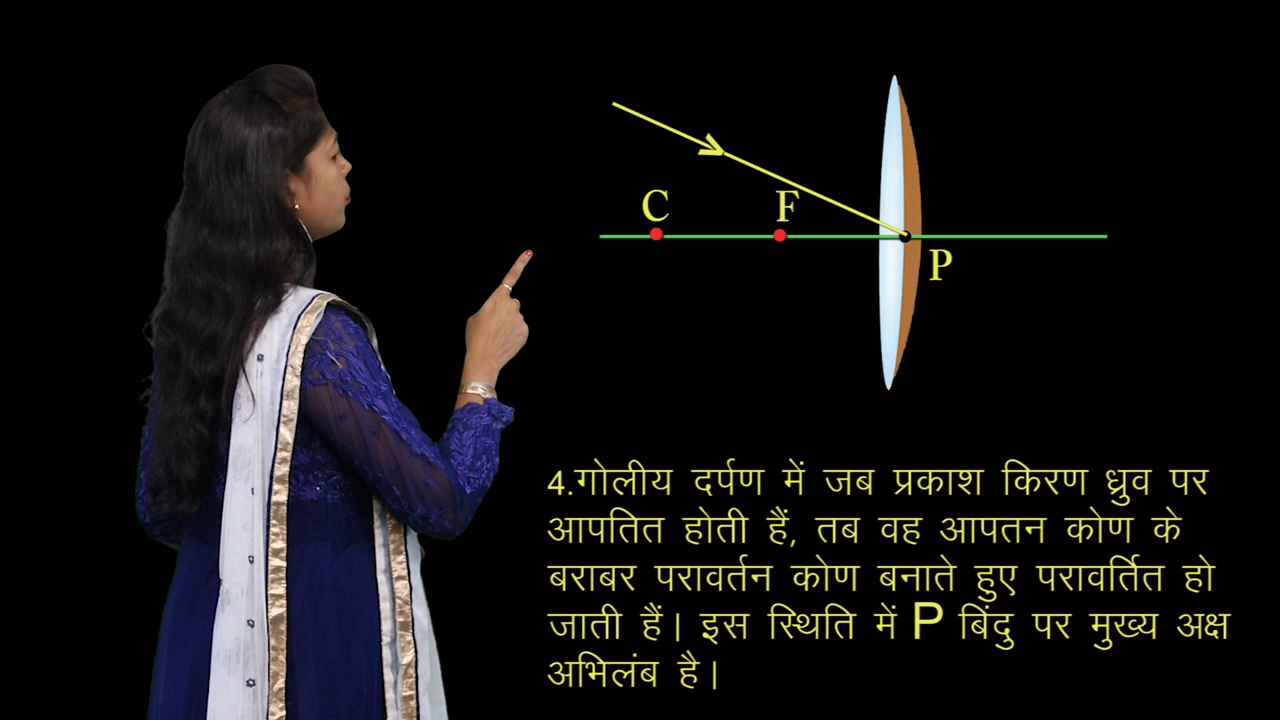 C
F
P
4.गोलीय दर्पण में जब प्रकाश किरण ध्रुव पर
आपतित होती हैं, तब वह आपतन कोण के
बराबर परावर्तन कोण बनाते हुए परावर्तित हो
जाती हैं। इस स्थिति में P बिंदु पर मुख्य अक्ष
अभिलंब है।